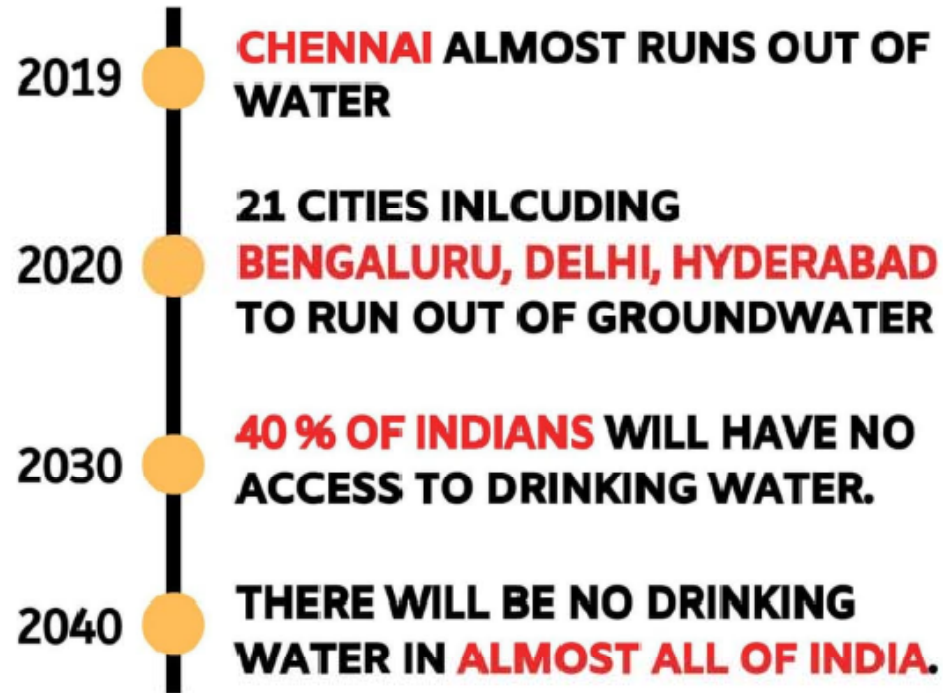 2019
CHENNAI ALMOST RUNS OUT OF
WATER
2020
21 CITIES INLCUDING
BENGALURU, DELHI, HYDERABAD
TO RUN OUT OF GROUNDWATER
2030
40 % OF INDIANS WILL HAVE NO
ACCESS TO DRINKING WATER.
2040
THERE WILL BE NO DRINKING
WATER IN ALMOST ALL OF INDIA.